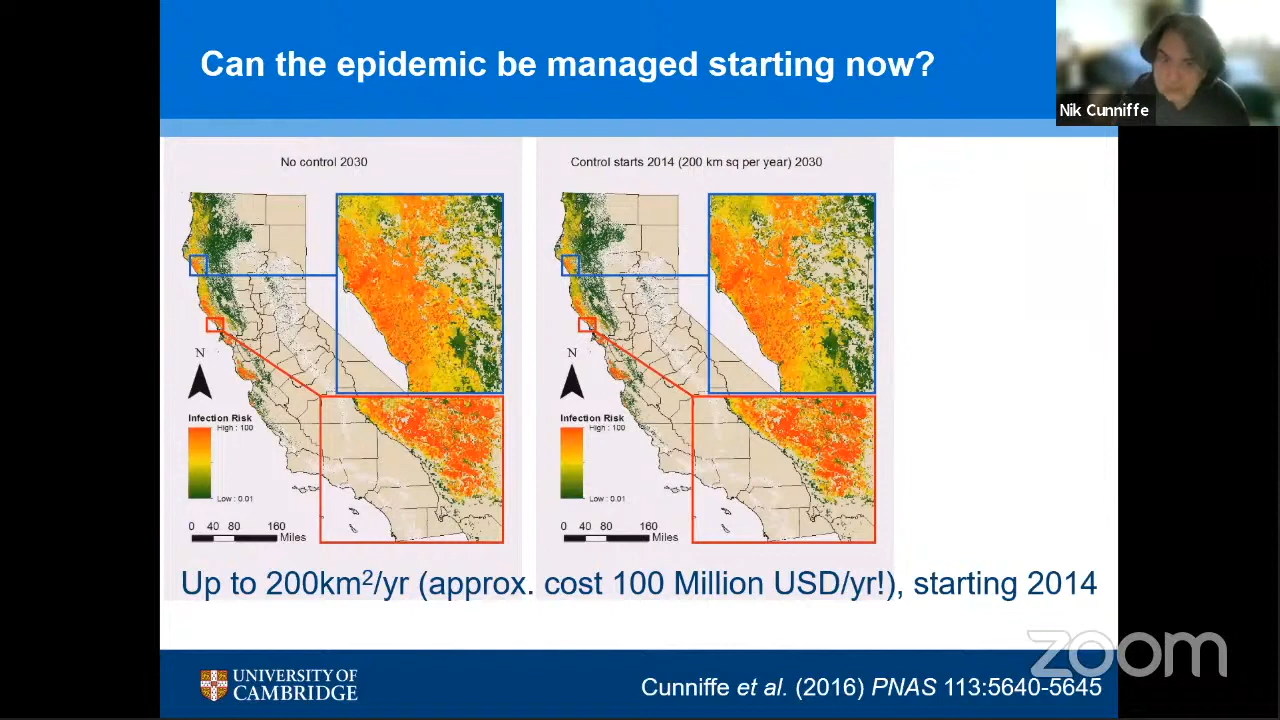 Can the epidemic be managed starting now?
Nik Cunniffe
No control 2030
Control starts 2014 (200 km sq per year) 2030
N
N
Infection Risk
High : 100
Low : 0.01
0 40 80 160
Miles
Infection Risk
High : 100
Low : 0.01
0 40 80 160
Miles
Up to 200km²/yr (approx. cost 100 Million USD/yr!), starting 2014
zoom
UNIVERSITY OF
CAMBRIDGE
Cunniffe et al. (2016) PNAS 113:5640-5645